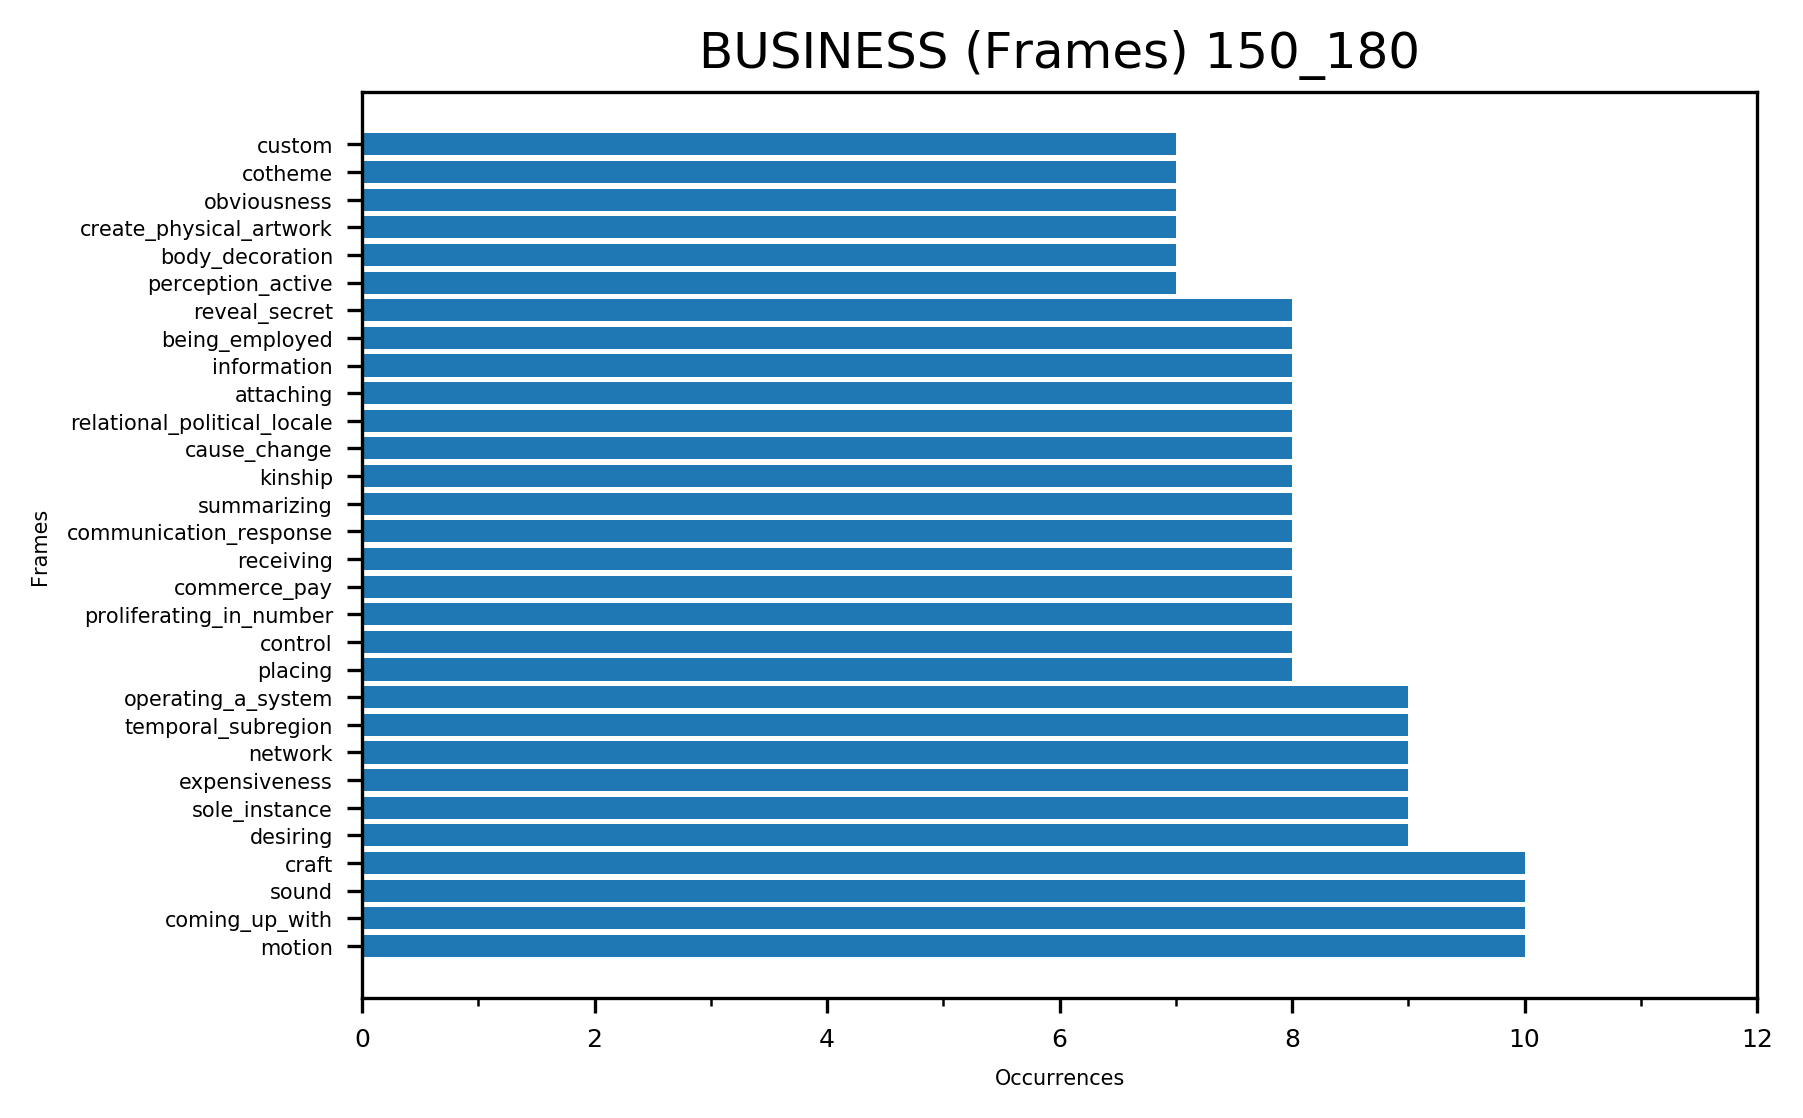 BUSINESS (Frames) 150_180
custom
cotheme
obviousness
create_physical_artwork
body_decoration
perception_active
reveal_secret
being_employed
information
attaching
relational_political_locale
cause_change
kinship
summarizing
communication_response
receiving
commerce_pay
proliferating_in_number
control
placing
operating_a_system
temporal_subregion
network
expensiveness
sole_instance
desiring
craft
sound
coming_up_with
motion
Frames
0 2 4 6 8 10 12
Occurrences